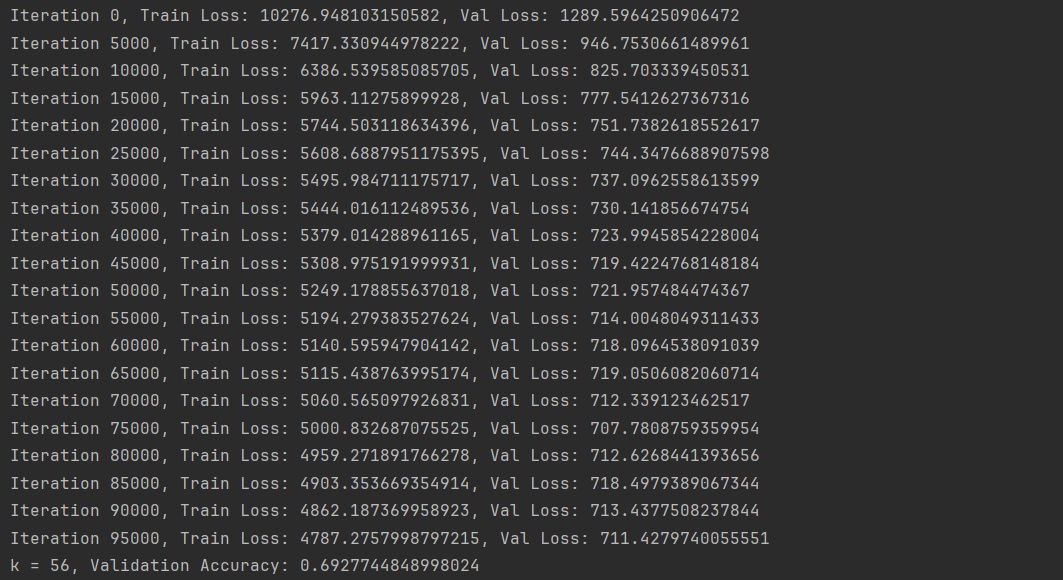 Iteration 0, Train Loss: 10276.948103150582, Val Loss: 1289.5964250906472
Iteration 5000, Train Loss: 7417.330944978222, Val Loss: 946.7530661489961
Iteration 10000, Train Loss: 6386.539585085705, Val Loss: 825.703339450531
Iteration 15000, Train Loss: 5963.11275899928, Val Loss: 777.5412627367316
Iteration 20000, Train Loss: 5744.503118634396, Val Loss: 751.7382618552617
Iteration 25000, Train Loss: 5608.6887951175395, Val Loss: 744.3476688907598
Iteration 30000, Train Loss: 5495.984711175717, Val Loss: 737.0962558613599
Iteration 35000, Train Loss: 5444.016112489536, Val Loss: 730.141856674754
Iteration 40000, Train Loss: 5379.014288961165, Val Loss: 723.9945854228004
Iteration 45000, Train Loss: 5308.975191999931, Val Loss: 719.4224768148184
Iteration 50000, Train Loss: 5249.178855637018, Val Loss: 721.957484474367
Iteration 55000, Train Loss: 5194.279383527624, Val Loss: 714.0048049311433
Iteration 60000, Train Loss: 5140.595947904142, Val Loss: 718.0964538091039
Iteration 65000, Train Loss: 5115.438763995174, Val Loss: 719.0506082060714
Iteration 70000, Train Loss: 5060.565097926831, Val Loss: 712.339123462517
Iteration 75000, Train Loss: 5000.832687075525, Val Loss: 707.7808759359954
Iteration 80000, Train Loss: 4959.271891766278, Val Loss: 712.6268441393656
Iteration 85000, Train Loss: 4903.353669354914, Val Loss: 718.4979389067344
Iteration 90000, Train Loss: 4862.187369958923, Val Loss: 713.4377508237844
Iteration 95000, Train Loss: 4787.2757998797215, Val Loss: 711.4279740055551
k = 56, Validation Accuracy: 0.6927744848998024